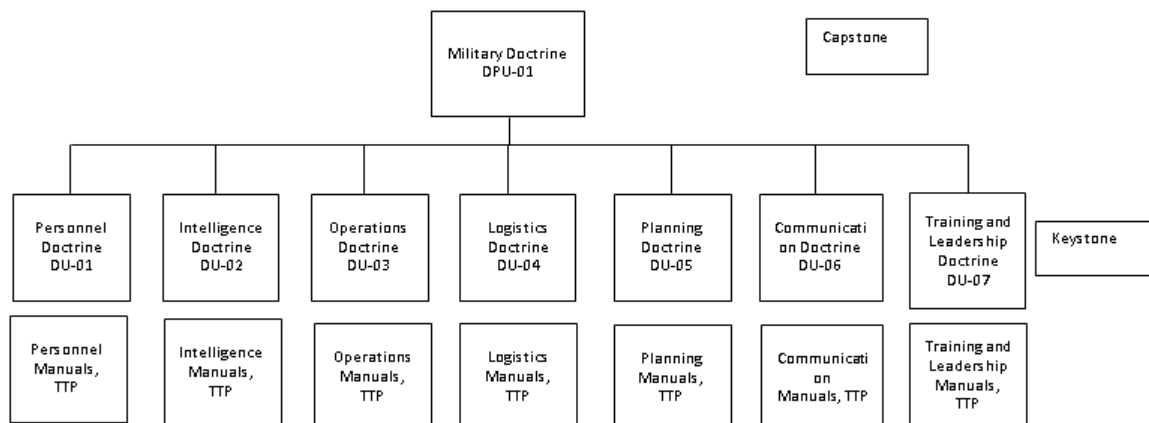 Military Doctrine
DPU-01
Capstone
Personnel
Doctrine
DU-01
Intelligence
Doctrine
DU-02
Operations
Doctrine
DU-03
Logistics
Doctrine
DU-04
Planning
Doctrine
DU-05
Communicati
on Doctrine
DU-06
Training and
Leadership
Doctrine
DU-07
Keystone
Personnel
Manuals,
TTP
Intelligence
Manuals,
TTP
Operations
Manuals,
TTP
Logistics
Manuals,
TTP
Planning
Manuals,
TTP
Communicati
on
Manuals, TTP
Training and
Leadership
Manuals,
TTP